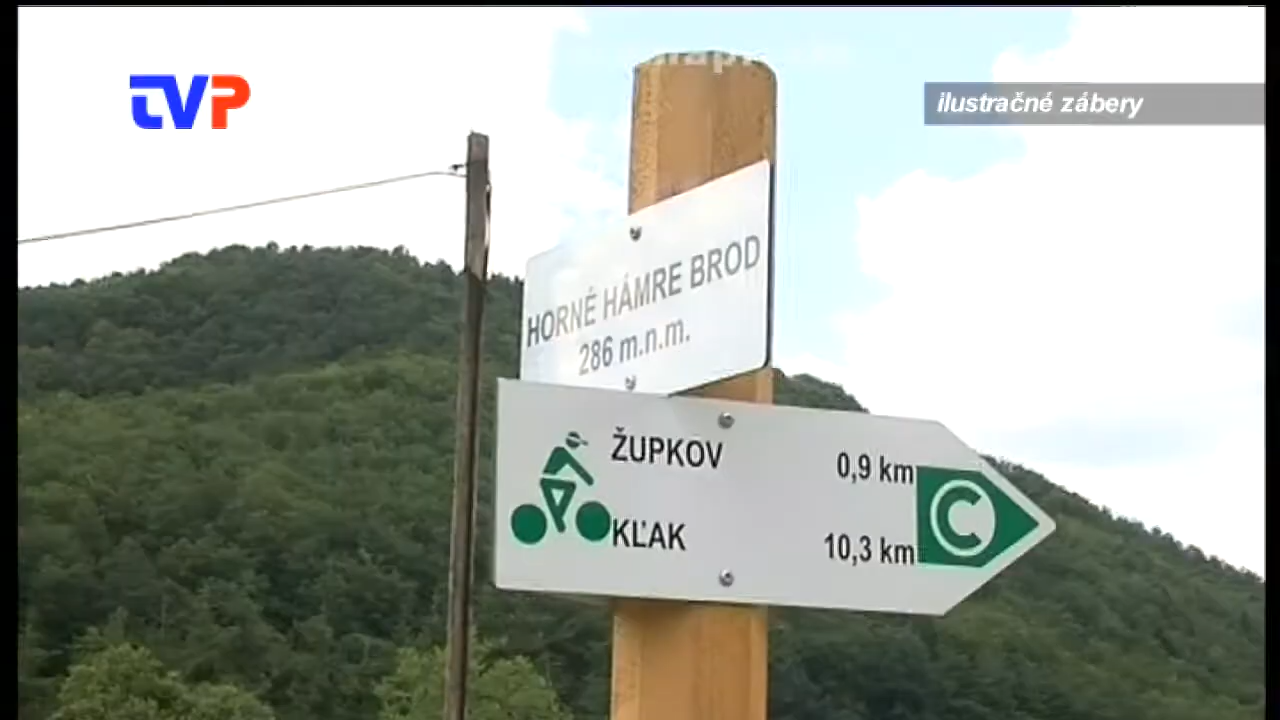 TVP
ilustračné zábery
HORNÉ HÁMRE BROD
286 m.n.m.
ŽUPKOV 0,9 km
KĽAK 10,3 km
C